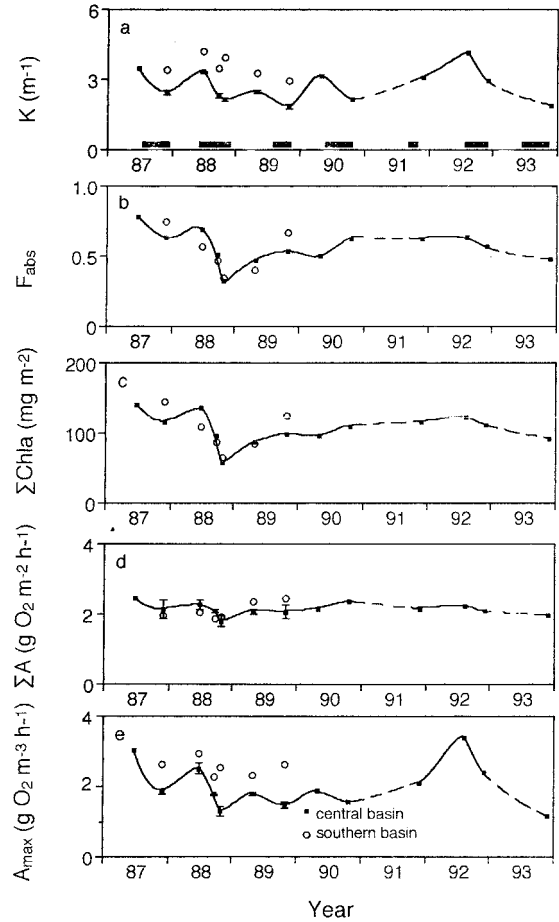 6
a
K (m-1)
3
0
87 88 89 90 91 92 93
1.0
b
Fabs
0.5
0
87 88 89 90 91 92 93
200
c
ΣChla (mg m-2)
100
0
87 88 89 90 91 92 93
4
d
ΣA (g O2 m-2 h-1)
2
0
87 88 89 90 91 92 93
4
e
Amax (g O2 m-3 h-1)
2
central basin
southern basin
0
87 88 89 90 91 92 93
Year